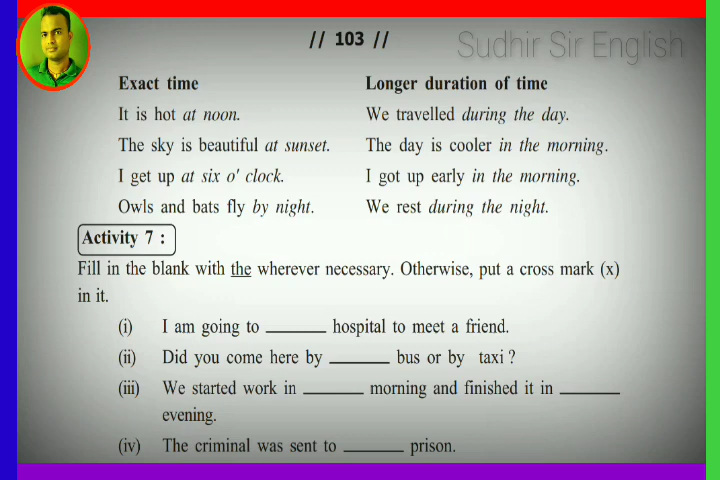 // 103 //
Sudhir Sir English
Exact time Longer duration of time
It is hot at noon. We travelled during the day.
The sky is beautiful at sunset. The day is cooler in the morning.
I get up at six o' clock. I got up early in the morning.
Owls and bats fly by night. We rest during the night.
Activity 7 :
Fill in the blank with the wherever necessary. Otherwise, put a cross mark (x)
in it.
(i) I am going to ______ hospital to meet a friend.
(ii) Did you come here by ______ bus or by taxi ?
(iii) We started work in ______ morning and finished it in ______
evening.
(iv) The criminal was sent to ______ prison.